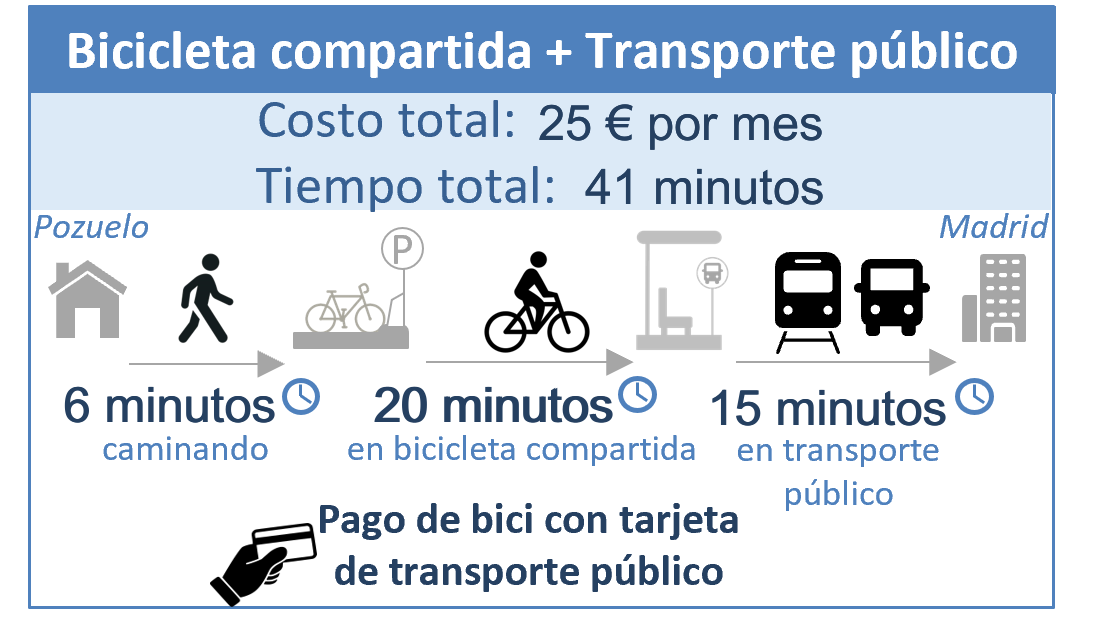 Bicicleta compartida + Transporte público
Costo total: 25 € por mes
Tiempo total: 41 minutos
Pozuelo
Madrid
P
6 minutos
caminando
20 minutos
en bicicleta compartida
15 minutos
en transporte
público
Pago de bici con tarjeta
de transporte público